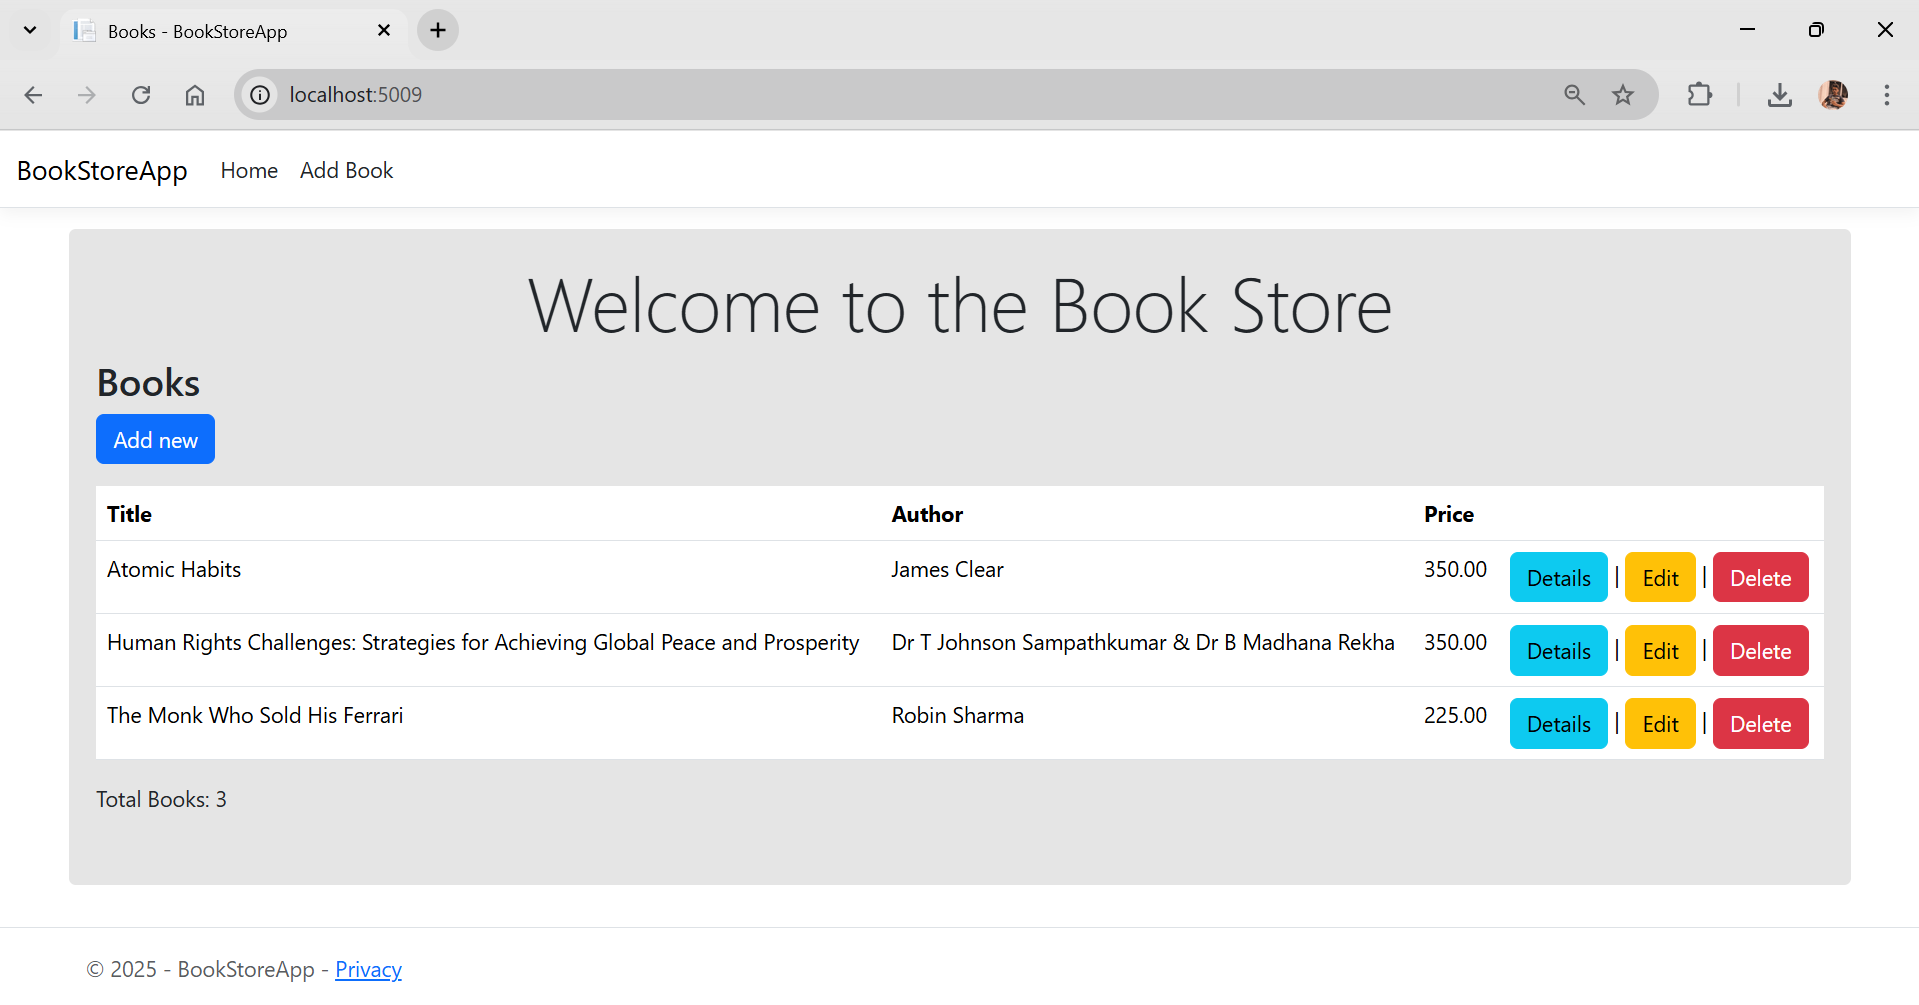 Books - BookStoreApp
localhost:5009
BookStoreApp Home Add Book
Welcome to the Book Store
Books
Add new
Title Author Price
Atomic Habits James Clear 350.00 Details | Edit | Delete
Human Rights Challenges: Strategies for Achieving Global Peace and Prosperity Dr T Johnson Sampathkumar & Dr B Madhana Rekha 350.00 Details | Edit | Delete
The Monk Who Sold His Ferrari Robin Sharma 225.00 Details | Edit | Delete
Total Books: 3
© 2025 - BookStoreApp - Privacy